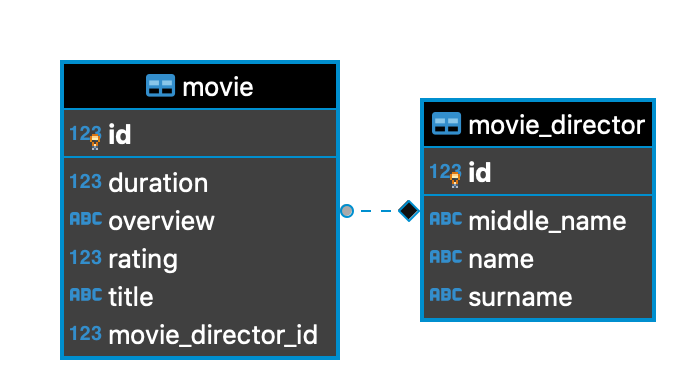 movie
123 id
123 duration
ABC overview
123 rating
ABC title
123 movie_director_id
movie_director
123 id
ABC middle_name
ABC name
ABC surname